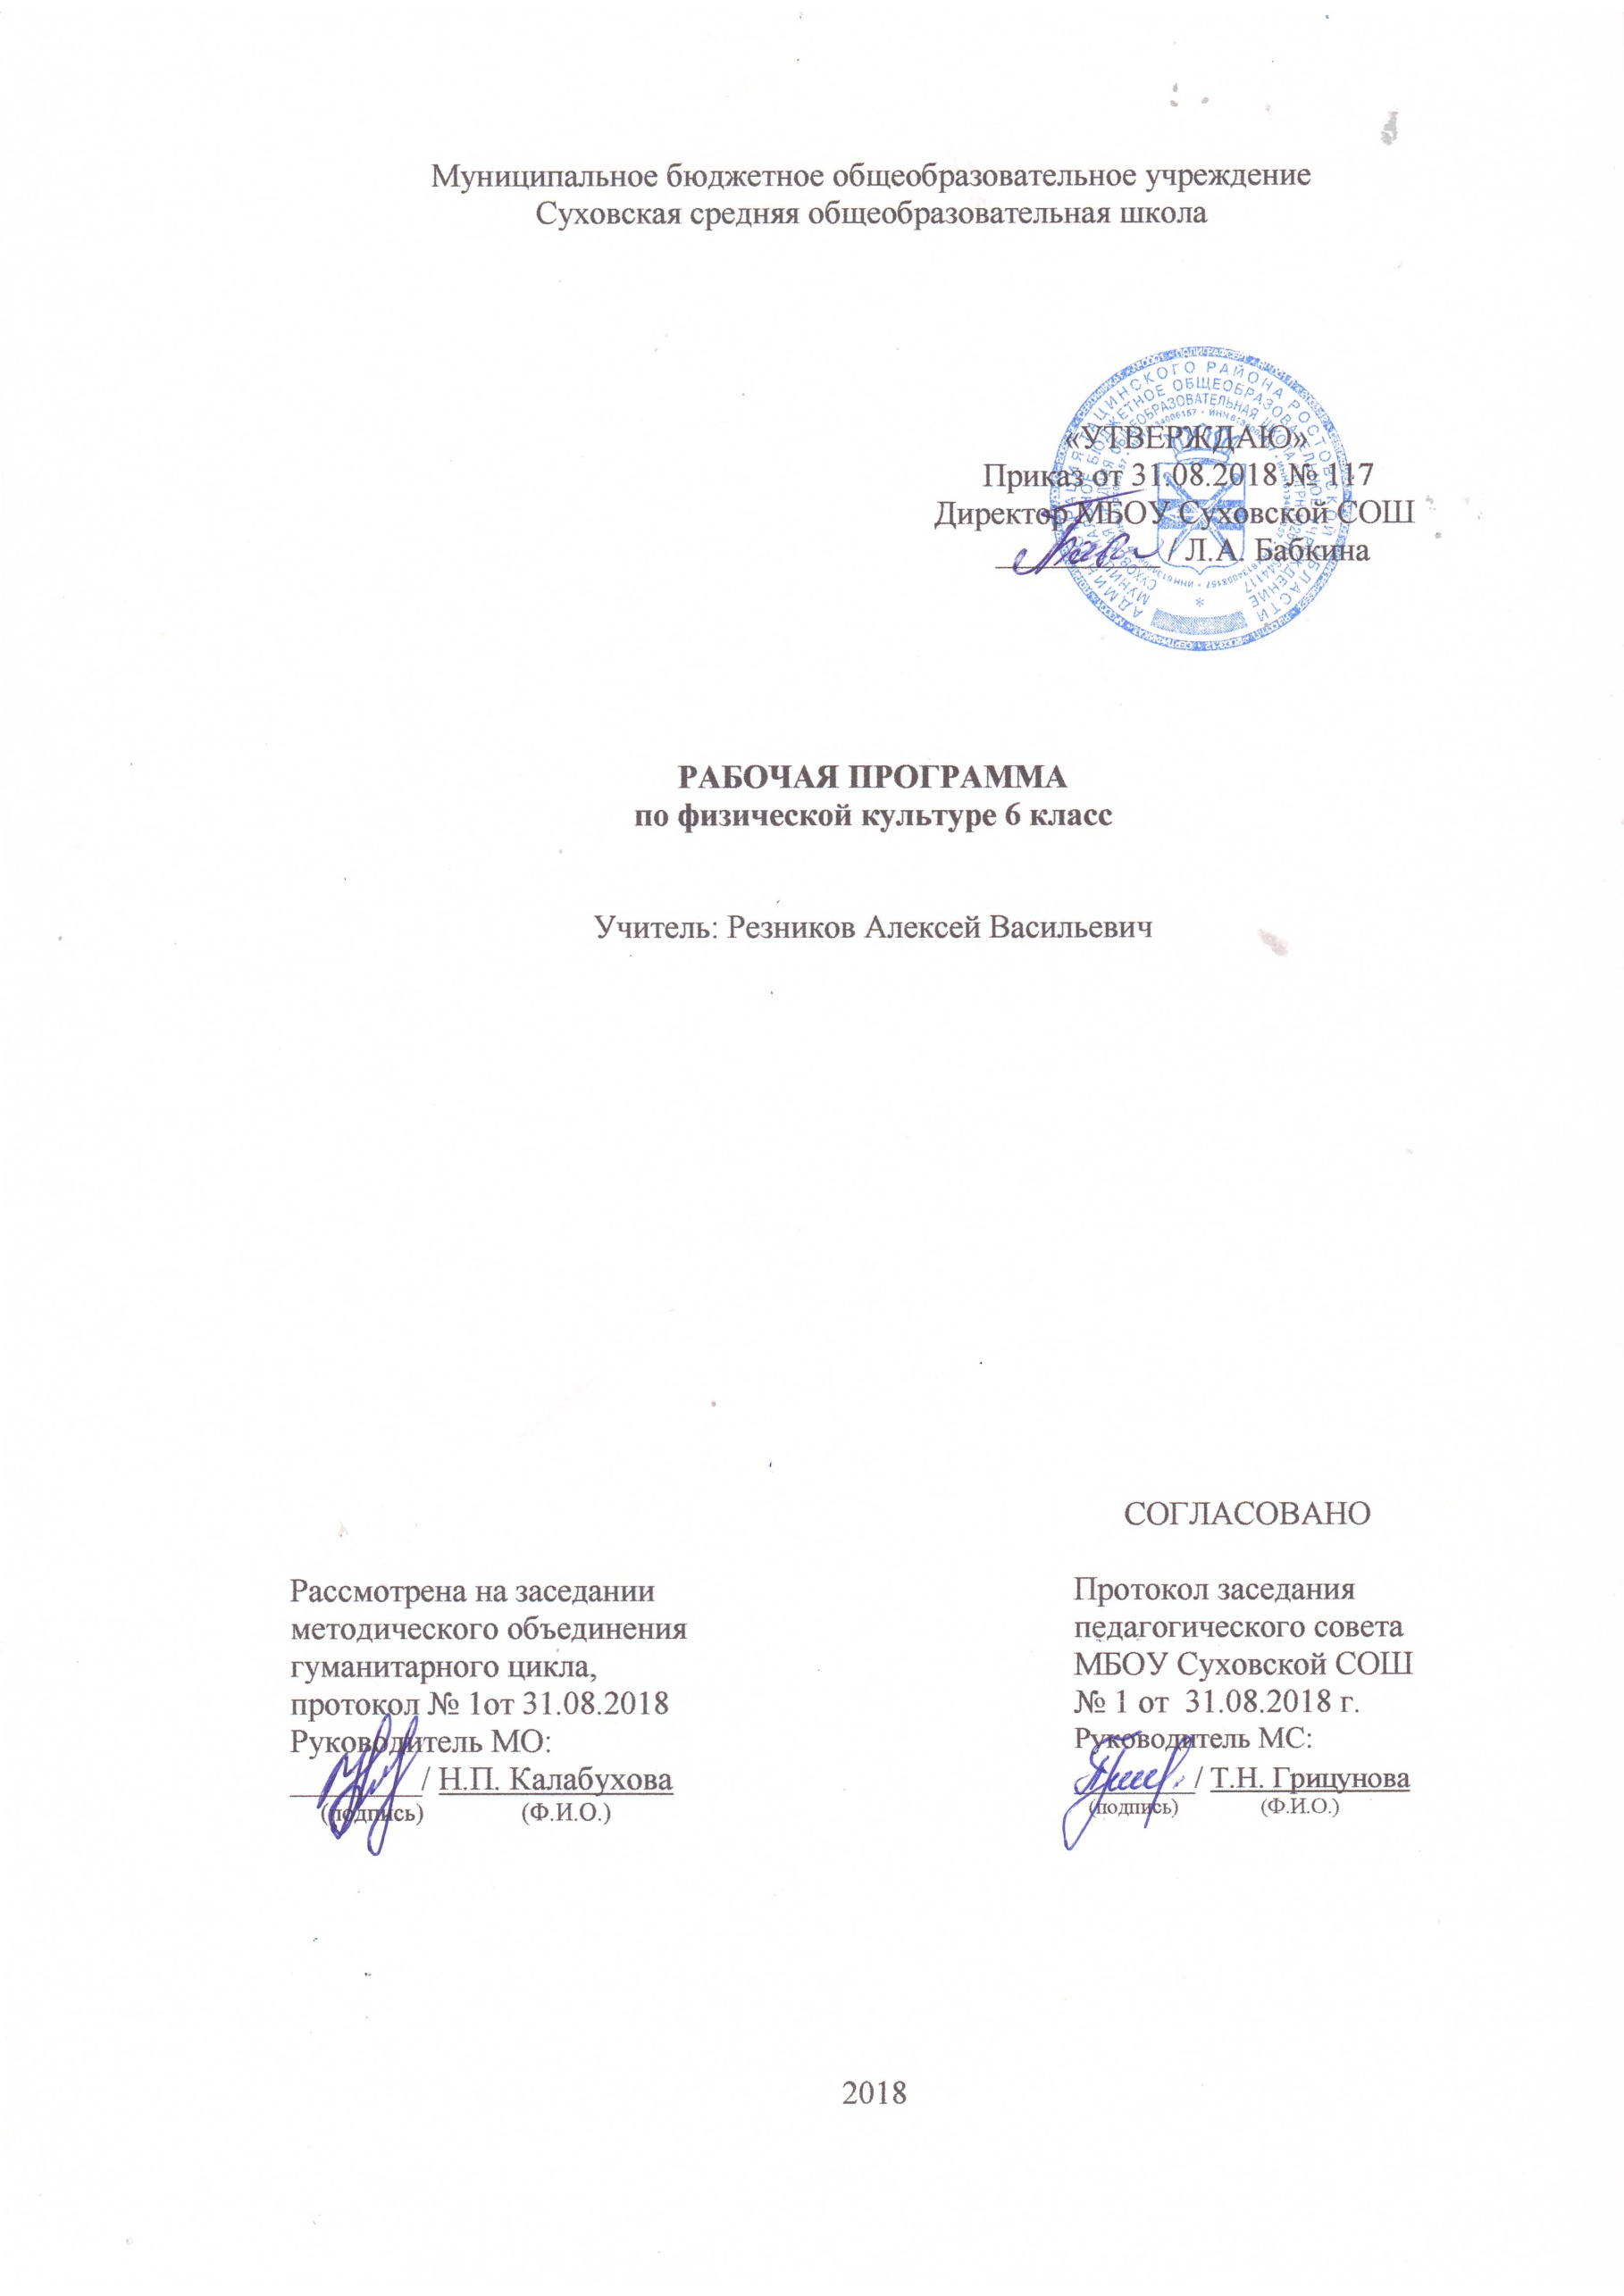 Муниципальное бюджетное общеобразовательное учреждение
Суховская средняя общеобразовательная школа
«УТВЕРЖДАЮ»
Приказ от 31.08.2018 № 117
Директор МБОУ Суховской СОШ
/ Л.А. Бабкина
РАБОЧАЯ ПРОГРАММА
по физической культуре 6 класс
Учитель: Резников Алексей Васильевич
СОГЛАСОВАНО
Рассмотрена на заседании
методического объединения
гуманитарного цикла,
протокол № 1от 31.08.2018
Руководитель МО:
/ Н.П. Калабухова
(подпись) (Ф.И.О.)
Протокол заседания
педагогического совета
МБОУ Суховской СОШ
№ 1 от 31.08.2018 г.
Руководитель МС:
/ Т.Н. Грицунова
(подпись) (Ф.И.О.)
2018